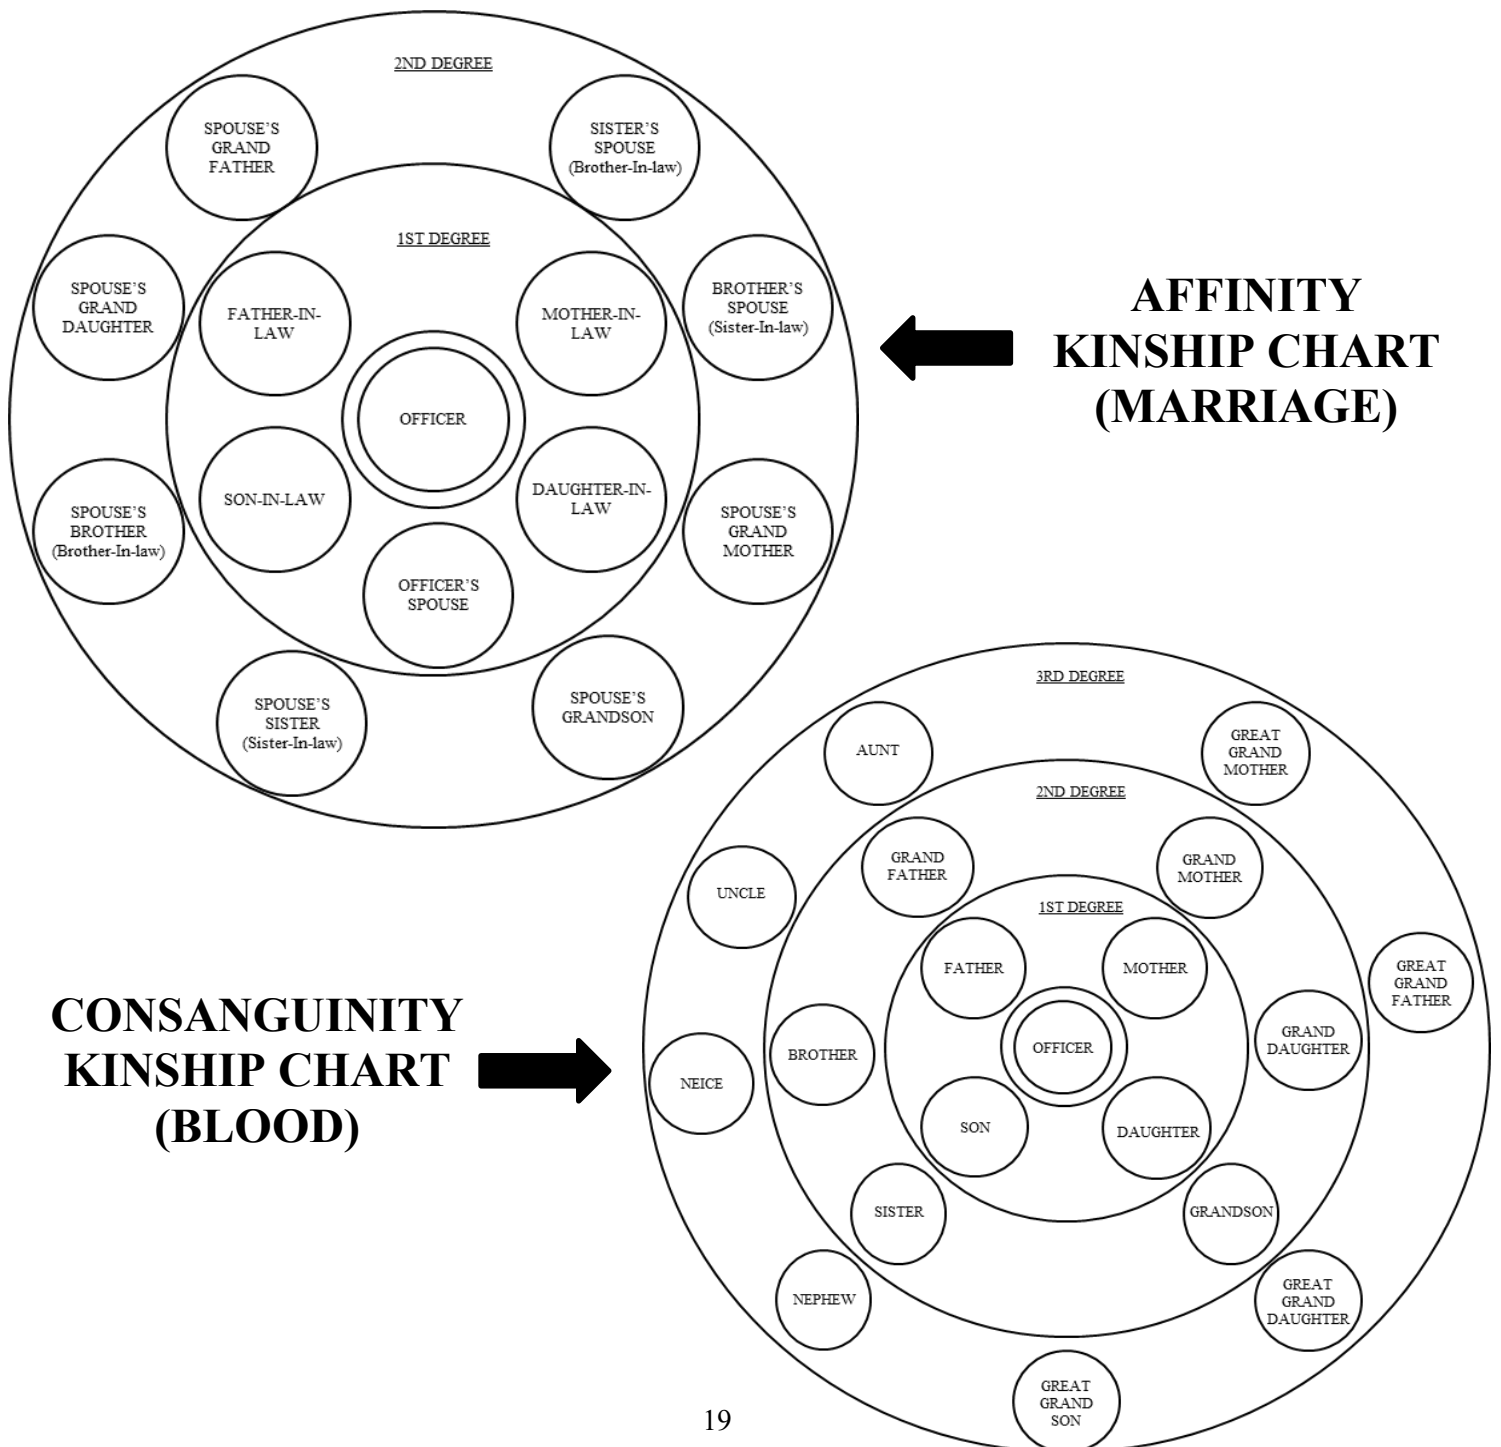 2ND DEGREE
SPOUSE'S
GRAND
FATHER
SISTER'S
SPOUSE
(Brother-In-law)
1ST DEGREE
SPOUSE'S
GRAND
DAUGHTER
FATHER-IN-
LAW
MOTHER-IN-
LAW
BROTHER'S
SPOUSE
(Sister-In-law)
OFFICER
SPOUSE'S
BROTHER
(Brother-In-law)
SON-IN-LAW
DAUGHTER-IN-
LAW
SPOUSE'S
GRAND
MOTHER
OFFICER'S
SPOUSE
SPOUSE'S
SISTER
(Sister-In-law)
SPOUSE'S
GRANDSON
AFFINITY
KINSHIP CHART
(MARRIAGE)
CONSANGUINITY
KINSHIP CHART
(BLOOD)
3RD DEGREE
AUNT
GREAT
GRAND
MOTHER
2ND DEGREE
UNCLE
GRAND
FATHER
GRAND
MOTHER
1ST DEGREE
FATHER
MOTHER
GREAT
GRAND
FATHER
NEICE
BROTHER
OFFICER
GRAND
DAUGHTER
SON
DAUGHTER
SISTER
GRANDSON
NEPHEW
GREAT
GRAND
DAUGHTER
GREAT
GRAND
SON
19